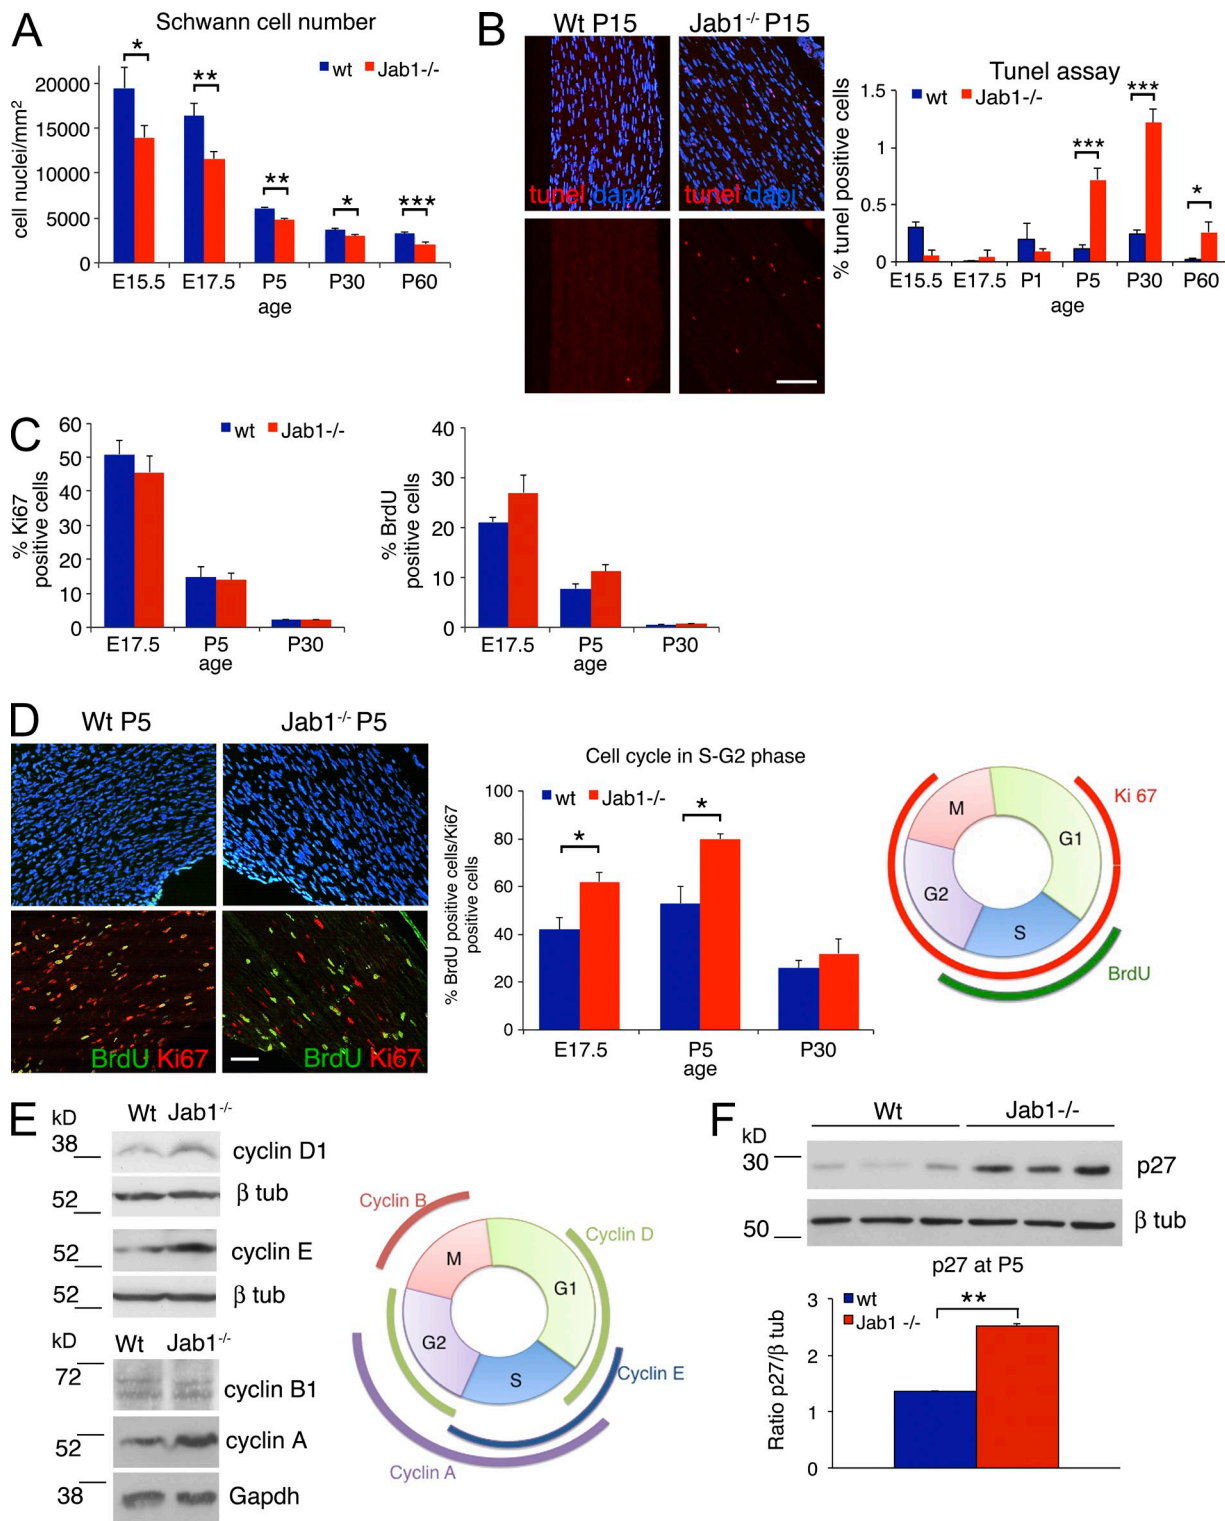 A
Schwann cell number
wt Jab1-/-
cell nuclei/mm²
20000
15000
10000
5000
0
* ** ** * ***
E15.5 E17.5 P5 P30 P60
age
B
Wt P15 Jab1-/- P15
tunel dapi tunel dapi
Tunel assay
wt Jab1-/-
% tunel positive cells
1.5
1
0.5
0
*** *** *
E15.5 E17.5 P1 P5 P30 P60
age
C
wt Jab1-/-
% Ki67
positive cells
60
50
40
30
20
10
0
E17.5 P5 P30
age
% BrdU
positive cells
40
30
20
10
0
E17.5 P5 P30
age
D
Wt P5 Jab1-/- P5
BrdU Ki67 BrdU Ki67
Cell cycle in S-G2 phase
wt Jab1-/-
% BrdU positive cells/Ki67
positive cells
100
80
60
40
20
0
* *
E17.5 P5 P30
age
M
G1
G2
S
Ki 67
BrdU
E
kD Wt Jab1-/-
38 cyclin D1
52 β tub
52 cyclin E
52 β tub
kD Wt Jab1-/-
72 cyclin B1
52 cyclin A
38 Gapdh
Cyclin B
Cyclin D
M
G1
G2
S
Cyclin E
Cyclin A
F
Wt Jab1-/-
kD
30 p27
50 β tub
p27 at P5
wt
Jab1 -/-
**
Ratio p27/β tub
3
2
1
0